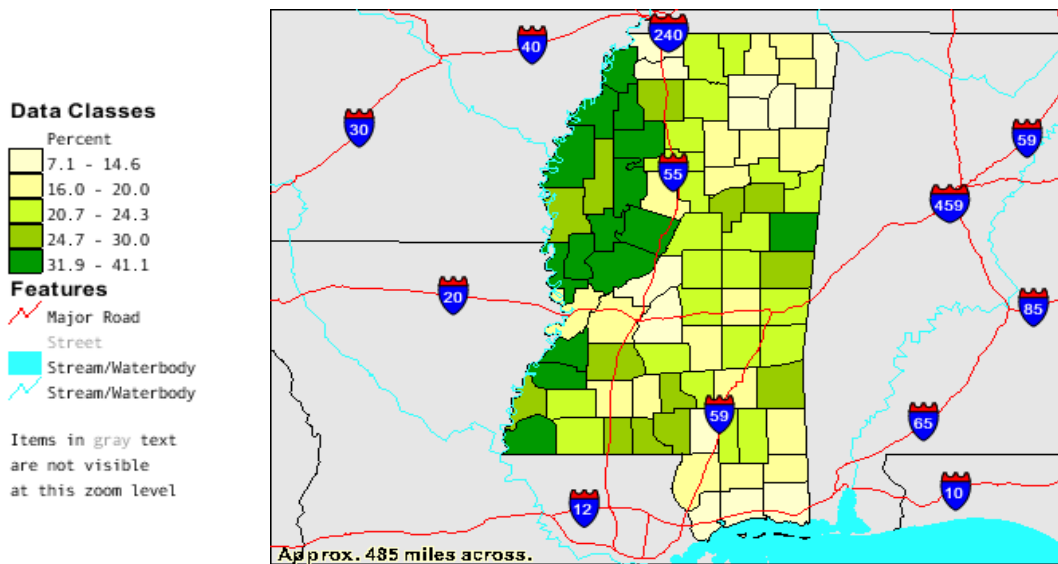 Data Classes
Percent
7.1 - 14.6
16.0 - 20.0
20.7 - 24.3
24.7 - 30.0
31.9 - 41.1
Features
Major Road
Street
Stream/Waterbody
Stream/Waterbody
Items in gray text
are not visible
at this zoom level
240
40
30
59
55
459
20
85
59
65
10
12
Approx. 485 miles across.